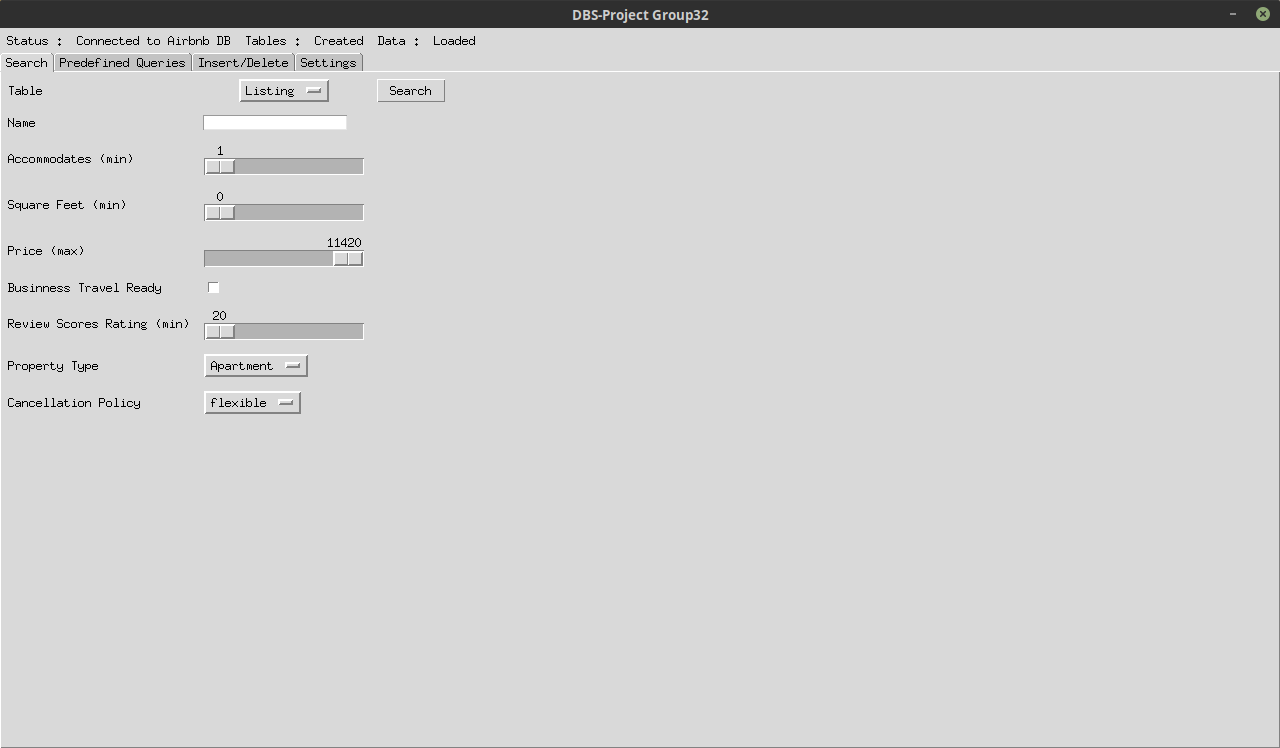 DBS-Project Group32
Status : Connected to Airbnb DB Tables : Created Data : Loaded
Search Predefined Queries Insert/Delete Settings
Table Listing Search
Name
1
Accommodates (min)
0
Square Feet (min)
11420
Price (max)
Businness Travel Ready
20
Review Scores Rating (min)
Property Type Apartment
Cancellation Policy flexible